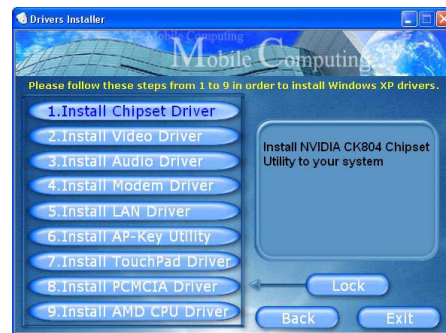 Drivers Installer
Mobile Computing
Mobile Computing
Please follow these steps from 1 to 9 in order to install Windows XP drivers.
1.Install Chipset Driver
2.Install Video Driver
3.Install Audio Driver
4.Install Modem Driver
5.Install LAN Driver
6.Install AP-Key Utility
7.Install TouchPad Driver
8.Install PCMCIA Driver
9.Install AMD CPU Driver
Install NVIDIA CK804 Chipset
Utility to your system
Lock
Back
Exit